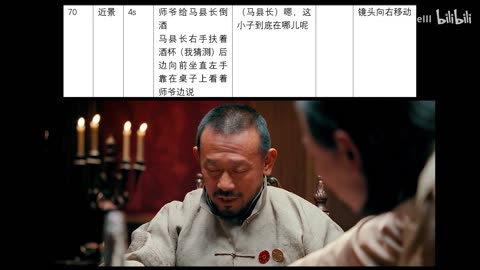 70
近景
4s
师爷给马县长倒
酒
马县长右手扶着
酒杯（我猜测）后
边向前坐直左手
靠在桌子上看着
师爷边说
（马县长）嗯，这
小子到底在哪儿呢
镜头向右移动
elll
bilibili